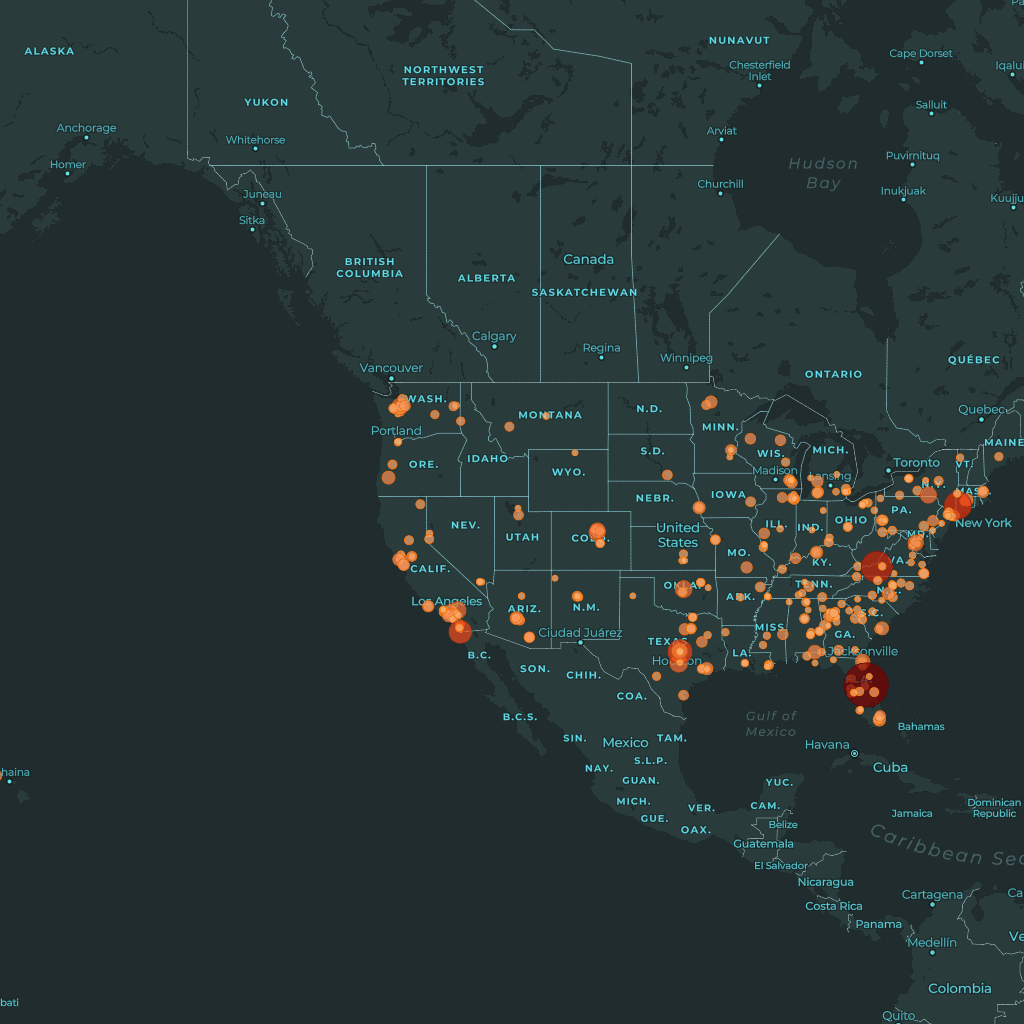 ALASKA
NUNAVUT
Cape Dorset
Chesterfield
Inlet
Iqalui
NORTHWEST
TERRITORIES
YUKON
Salluit
Anchorage
Whitehorse
Arviat
Puvirnituq
Hudson
Bay
Homer
Churchill
Inukjuak
Juneau
Kuujju
Sitka
BRITISH
COLUMBIA
Canada
ALBERTA
SASKATCHEWAN
Calgary
Regina
Winnipeg
Vancouver
ONTARIO
QUÉBEC
WASH.
MONTANA
N.D.
MINN.
Quebec
Portland
MAINE
ORE.
IDAHO
WYO.
S.D.
WIS.
MICH.
Toronto
VT.
Madison
Lansing
N.Y.
MASS
NEBR.
IOWA
PA.
NEV.
UTAH
COLO.
United
States
ILL.
IND.
OHIO
New York
MD.
CALIF.
MO.
KY.
VA.
Los Angeles
ARIZ.
N.M.
OKLA.
ARK.
TENN.
N.C.
S.C.
Ciudad Juárez
TEXAS
MISS.
GA.
B.C.
SON.
CHIH.
Houston
LA.
Jacksonville
COA.
B.C.S.
Gulf of
Mexico
Bahamas
SIN.
Mexico
TAM.
Havana
NAY.
S.L.P.
Cuba
haina
GUAN.
YUC.
MICH.
VER.
CAM.
Dominican
Republic
GUE.
OAX.
Belize
Jamaica
Guatemala
Caribbean Sea
El Salvador
Nicaragua
Cartagena
Costa Rica
Panama
Medellín
Colombia
bati
Quito